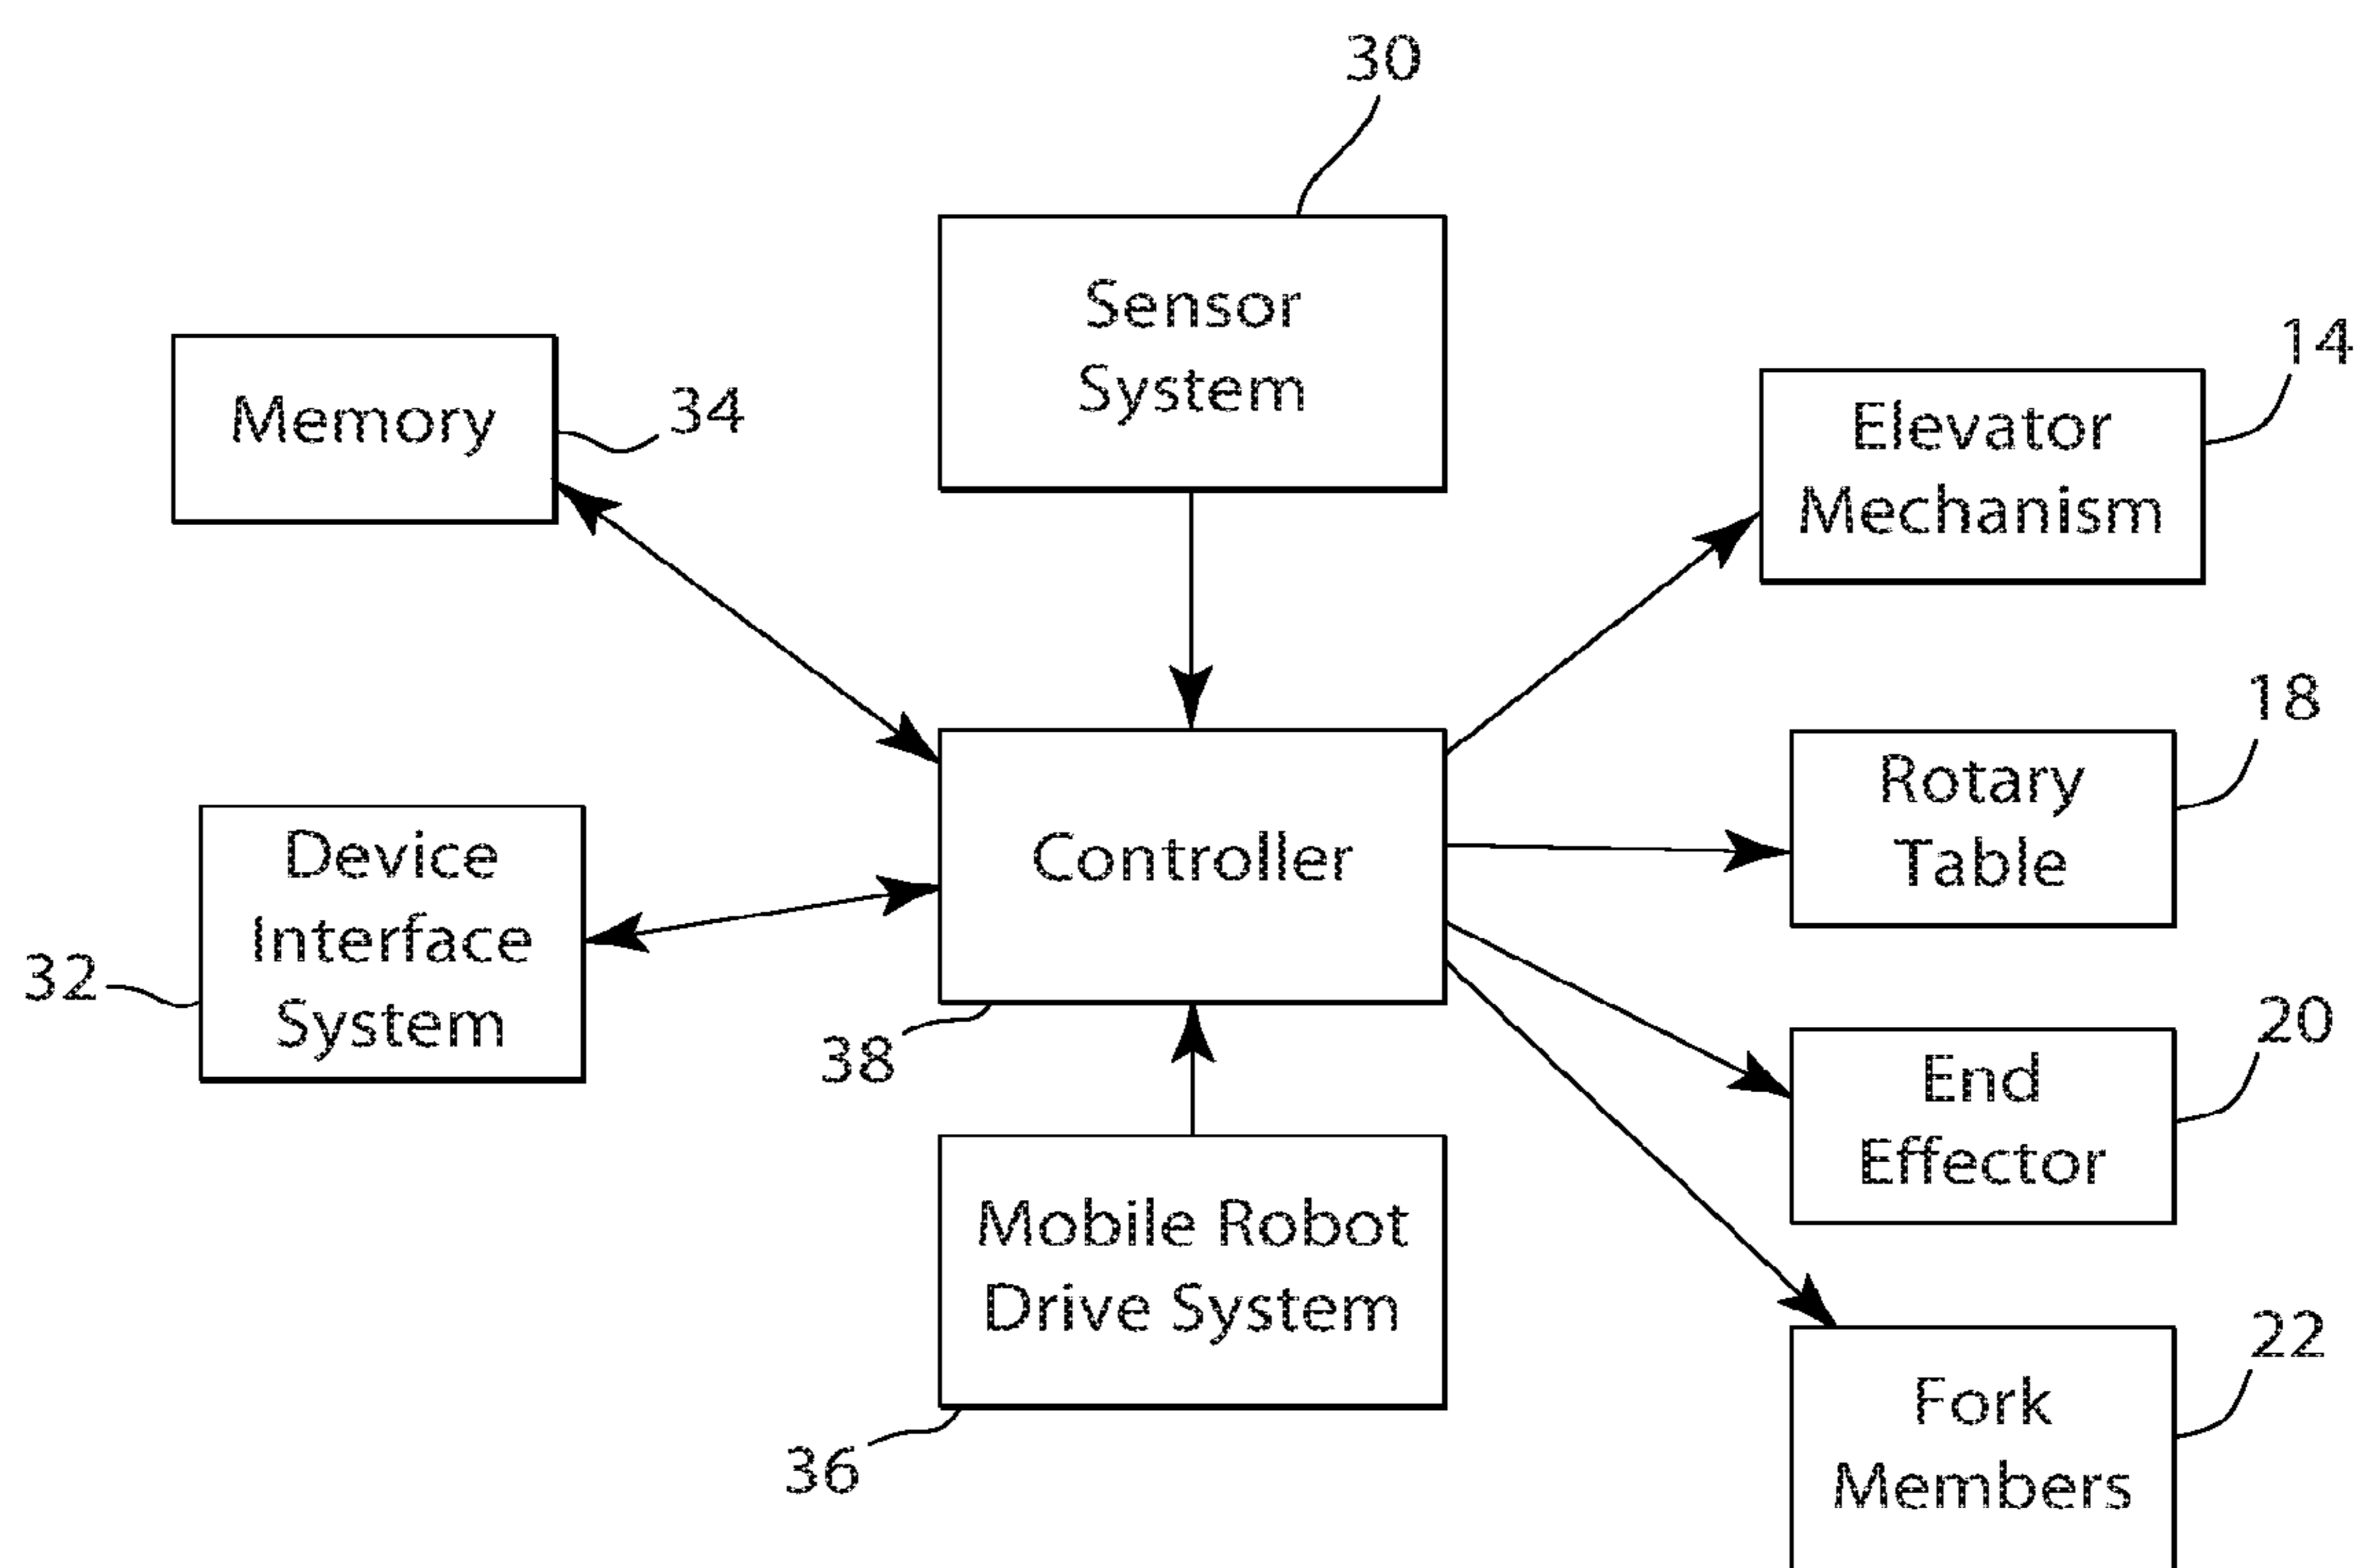 30
Sensor
System
14
Elevator
Mechanism
Memory
34
18
Rotary
Table
Controller
38
Device
Interface
System
32
20
End
Effector
Mobile Robot
Drive System
36
22
Fork
Members